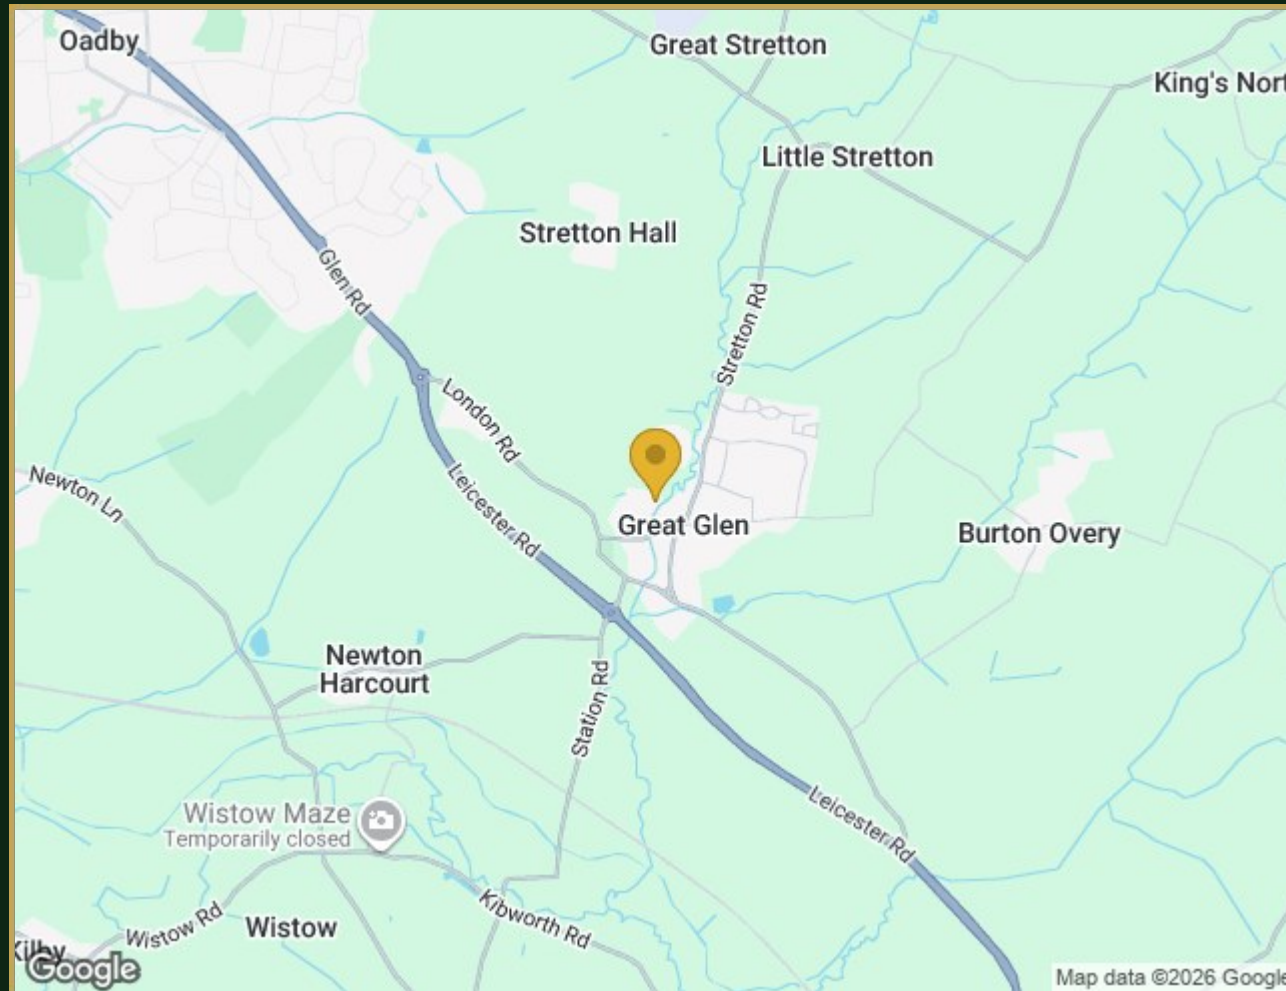 Oadby
Great Stretton
King's Nort
Little Stretton
Stretton Hall
Glen Rd
Stretton Rd
London Rd
Newton Ln
Leicester Rd
Great Glen
Burton Overy
Newton
Harcourt
Station Rd
Wistow Maze
Temporarily closed
Leicester Rd
Kibworth Rd
Wistow Rd
Wistow
Kilby
Google
Map data ©2026 Google